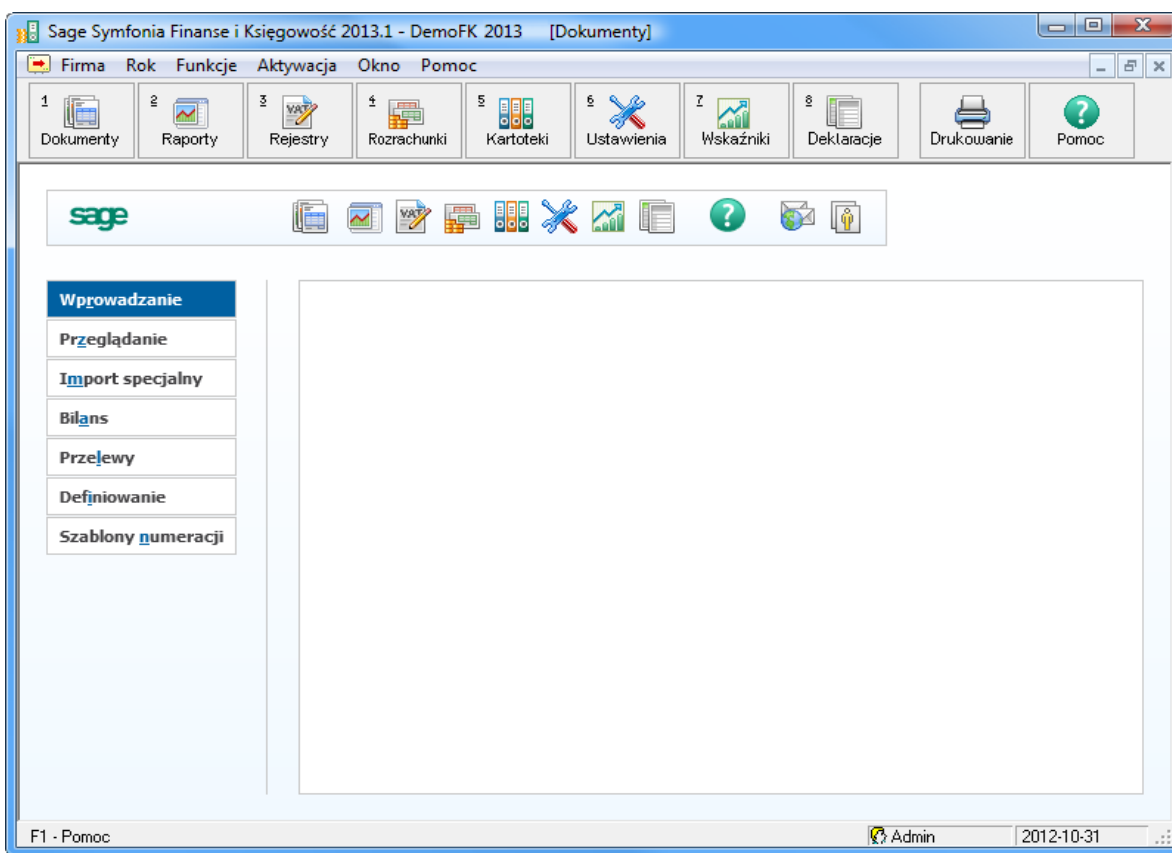 Sage Symfonia Finanse i Księgowość 2013.1 - DemoFK 2013 [Dokumenty]
Firma Rok Funkcje Aktywacja Okno Pomoc
1 2 3 4 5 6 7 8
Dokumenty Raporty Rejestry Rozrachunki Kartoteki Ustawienia Wskaźniki Deklaracje Drukowanie Pomoc
VAT
sage VAT
Wprowadzanie
Przeglądanie
Import specjalny
Bilans
Przelewy
Definiowanie
Szablony numeracji
F1 - Pomoc Admin 2012-10-31